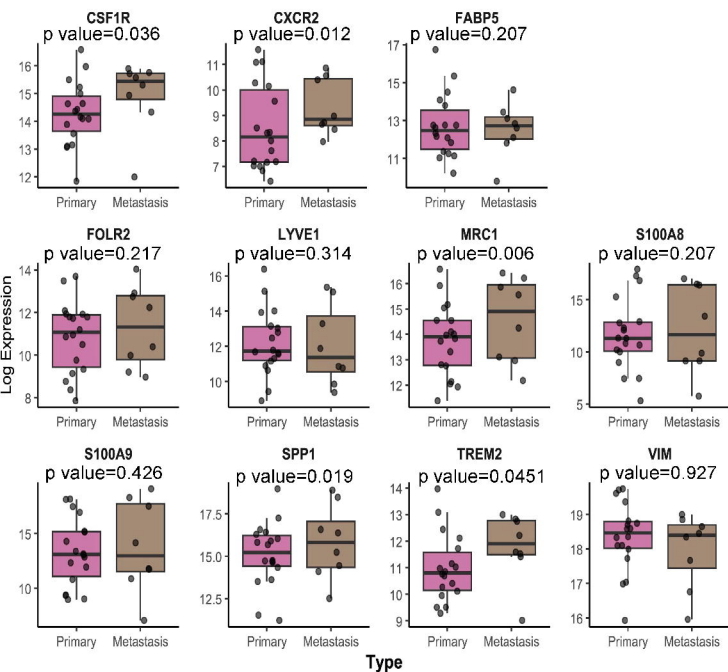 CSF1R
p value=0.036
16
15
14
13
12
Primary Metastasis
CXCR2
p value=0.012
11
10
9
8
7
Primary Metastasis
FABP5
p value=0.207
17
15
13
11
Primary Metastasis
Log Expression
FOLR2
p value=0.217
14
12
10
8
Primary Metastasis
LYVE1
p value=0.314
16
14
12
10
Primary Metastasis
MRC1
p value=0.006
16
15
14
13
12
Primary Metastasis
S100A8
p value=0.207
15
10
5
Primary Metastasis
S100A9
p value=0.426
15
10
Primary Metastasis
SPP1
p value=0.019
17.5
15.0
12.5
Primary Metastasis
TREM2
p value=0.0451
14
13
12
11
10
9
Primary Metastasis
VIM
p value=0.927
19
18
17
16
Primary Metastasis
Type